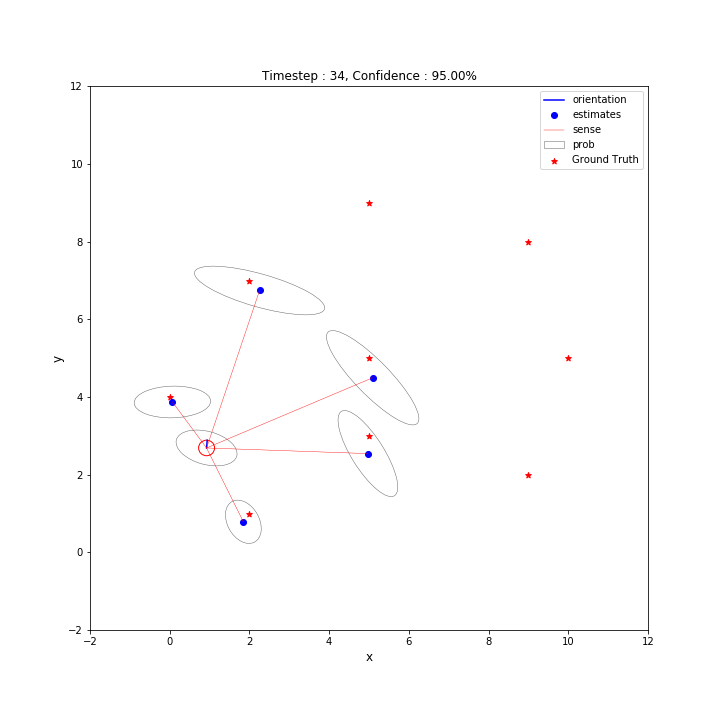 Timestep : 34, Confidence : 95.00%
12
10
8
6
4
2
0
−2
y
−2 0 2 4 6 8 10 12
x
orientation
estimates
sense
prob
Ground Truth